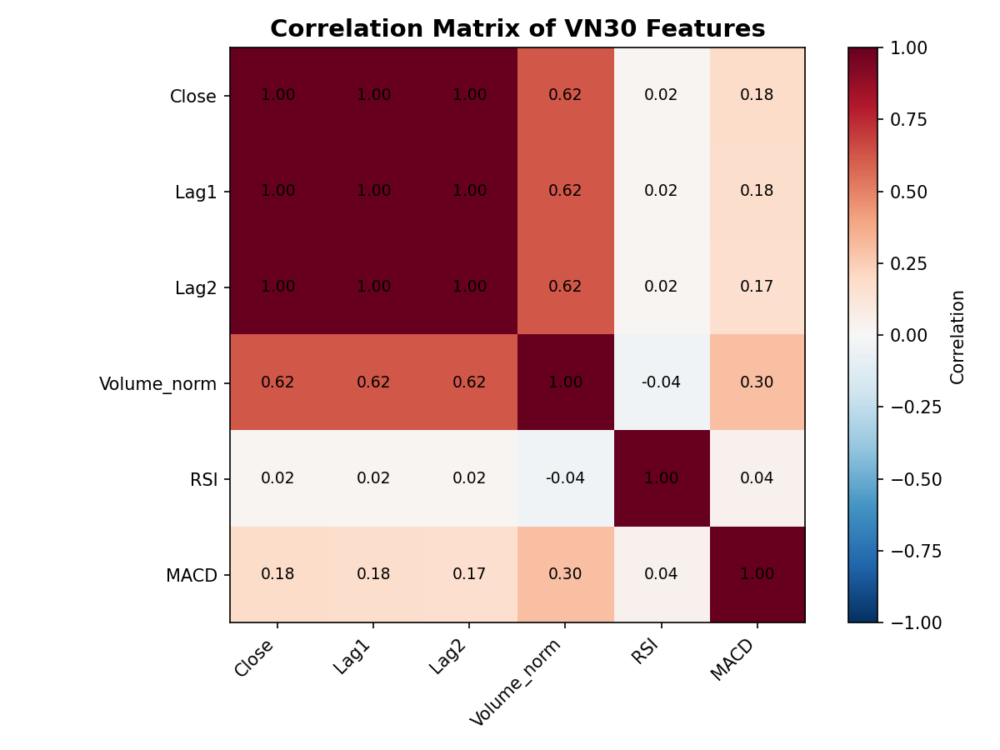 Correlation Matrix of VN30 Features
Close 1.00 1.00 1.00 0.62 0.02 0.18
Lag1 1.00 1.00 1.00 0.62 0.02 0.18
Lag2 1.00 1.00 1.00 0.62 0.02 0.17
Volume_norm 0.62 0.62 0.62 1.00 -0.04 0.30
RSI 0.02 0.02 0.02 -0.04 1.00 0.04
MACD 0.18 0.18 0.17 0.30 0.04 1.00
Close Lag1 Lag2 Volume_norm RSI MACD
1.00
0.75
0.50
0.25
0.00
−0.25
−0.50
−0.75
−1.00
Correlation